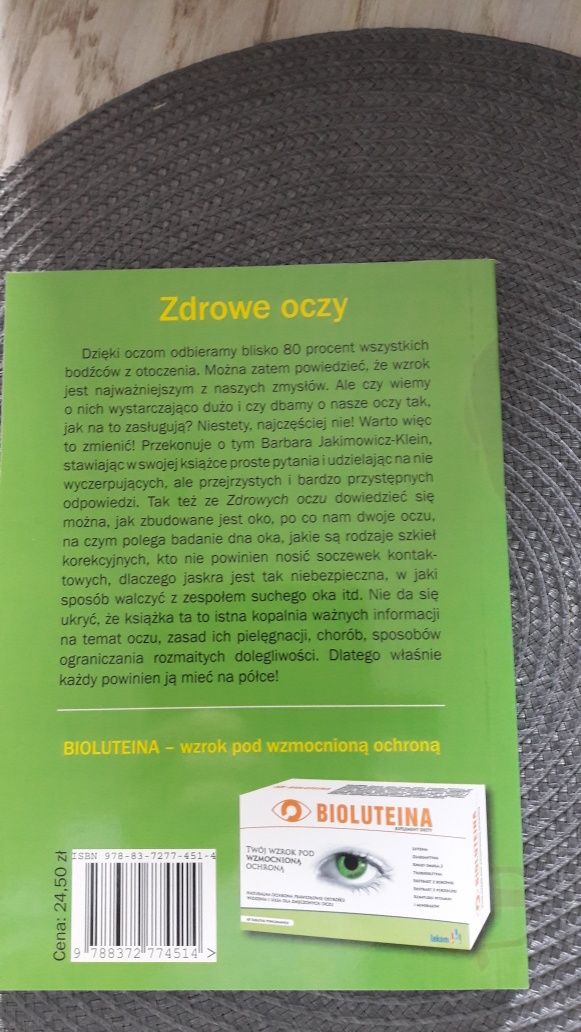 Zdrowe oczy
Dzięki oczom odbieramy blisko 80 procent wszystkich
bodźców z otoczenia. Można zatem powiedzieć, że wzrok
jest najważniejszym z naszych zmysłów. Ale czy wiemy
o nich wystarczająco dużo i czy dbamy o nasze oczy tak,
jak na to zasługują? Niestety, najczęściej nie! Warto więc
to zmienić! Przekonuje o tym Barbara Jakimowicz-Klein,
stawiając w swojej książce proste pytania i udzielając na nie
wyczerpujących, ale przejrzystych i bardzo przystępnych
odpowiedzi. Tak też ze Zdrowych oczu dowiedzieć się
można, jak zbudowane jest oko, po co nam dwoje oczu,
na czym polega badanie dna oka, jakie są rodzaje szkieł
korekcyjnych, kto nie powinien nosić soczewek kontak-
towych, dlaczego jaskra jest tak niebezpieczna, w jaki
sposób walczyć z zespołem suchego oka itd. Nie da się
ukryć, że książka ta to istna kopalnia ważnych informacji
na temat oczu, zasad ich pielęgnacji, chorób, sposobów
ograniczania rozmaitych dolegliwości. Dlatego właśnie
każdy powinien ją mieć na półce!
BIOLUTEINA – wzrok pod wzmocnioną ochroną
BIOLUTEINA
SUPLEMENT DIETY
TWÓJ WZROK POD
WZMOCNIONĄ
OCHRONĄ
LUTEINA
ZEAKSANTYNA
BIOLUTEINA
lekam
ISBN 978-83-7277-451-4
9 788372 774514 >
Cena: 24,50 zł